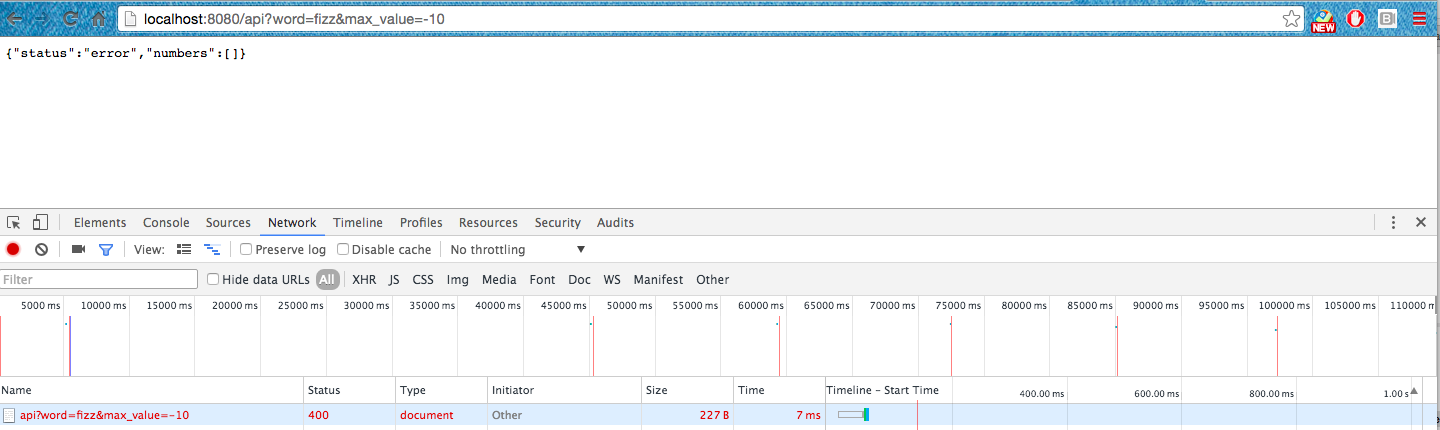 localhost:8080/api?word=fizz&max_value=-10
NEW
B
{"status":"error","numbers":[]}
Elements Console Sources Network Timeline Profiles Resources Security Audits
View: Preserve log Disable cache No throttling
Filter Hide data URLs All XHR JS CSS Img Media Font Doc WS Manifest Other
5000 ms 10000 ms 15000 ms 20000 ms 25000 ms 30000 ms 35000 ms 40000 ms 45000 ms 50000 ms 55000 ms 60000 ms 65000 ms 70000 ms 75000 ms 80000 ms 85000 ms 90000 ms 95000 ms 100000 ms 105000 ms 110000 m
Name Status Type Initiator Size Time Timeline – Start Time 400.00 ms 600.00 ms 800.00 ms 1.00 s
api?word=fizz&max_value=-10 400 document Other 227 B 7 ms